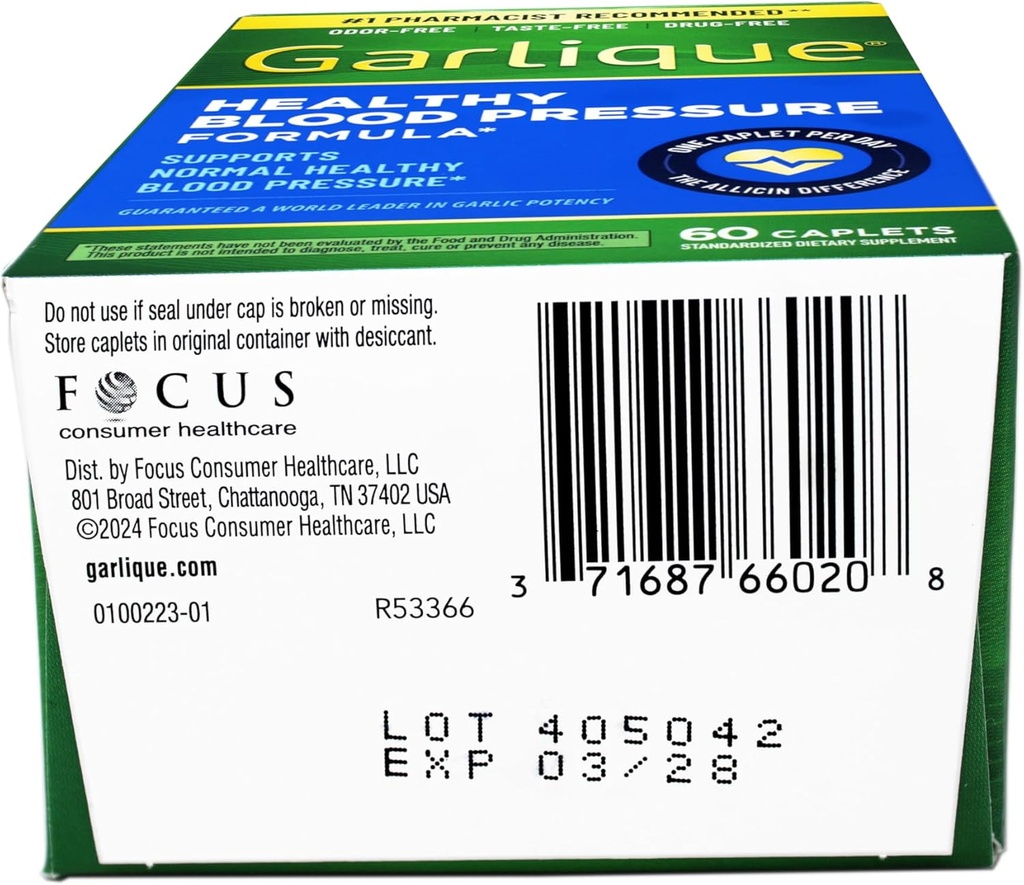 #1 PHARMACIST RECOMMENDED**
ODOR-FREE | TASTE-FREE | DRUG-FREE
Garlique®
HEALTHY
BLOOD PRESSURE
FORMULA*
SUPPORTS
NORMAL HEALTHY
BLOOD PRESSURE*
GUARANTEED A WORLD LEADER IN GARLIC POTENCY
ONE CAPLET PER DAY
THE ALLICIN DIFFERENCE
*These statements have not been evaluated by the Food and Drug Administration.
This product is not intended to diagnose, treat, cure or prevent any disease.
60 CAPLETS
STANDARDIZED DIETARY SUPPLEMENT
Do not use if seal under cap is broken or missing.
Store caplets in original container with desiccant.
FOCUS
consumer healthcare
Dist. by Focus Consumer Healthcare, LLC
801 Broad Street, Chattanooga, TN 37402 USA
©2024 Focus Consumer Healthcare, LLC
garlique.com
0100223-01 R53366
3 71687 66020 8
LOT 405042
EXP 03/28